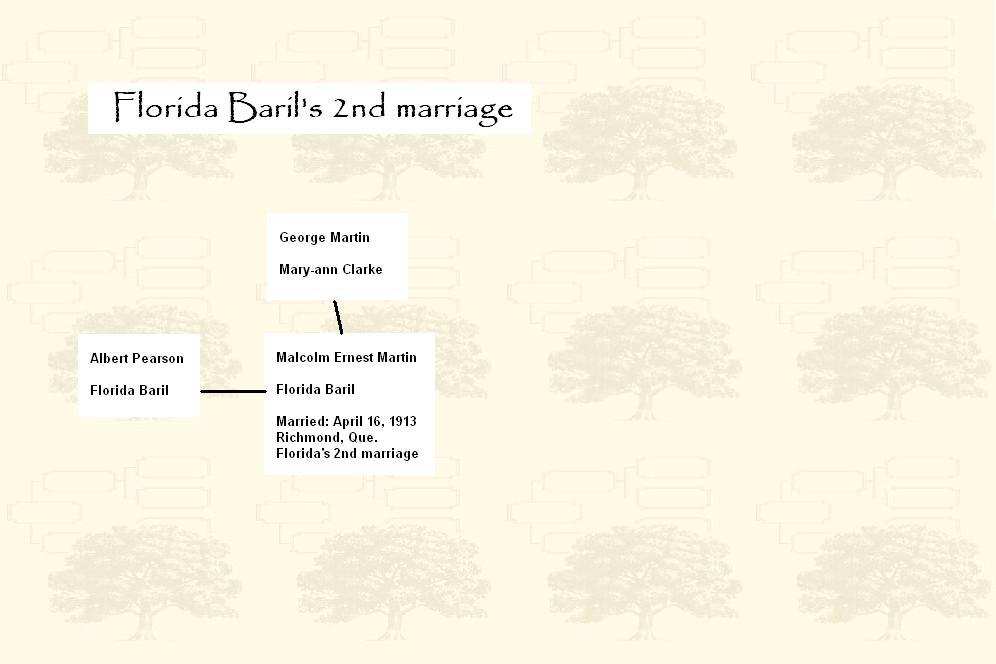 Florida Baril's 2nd marriage
George Martin
Mary-ann Clarke
Albert Pearson
Florida Baril
Malcolm Ernest Martin
Florida Baril
Married: April 16, 1913
Richmond, Que.
Florida's 2nd marriage